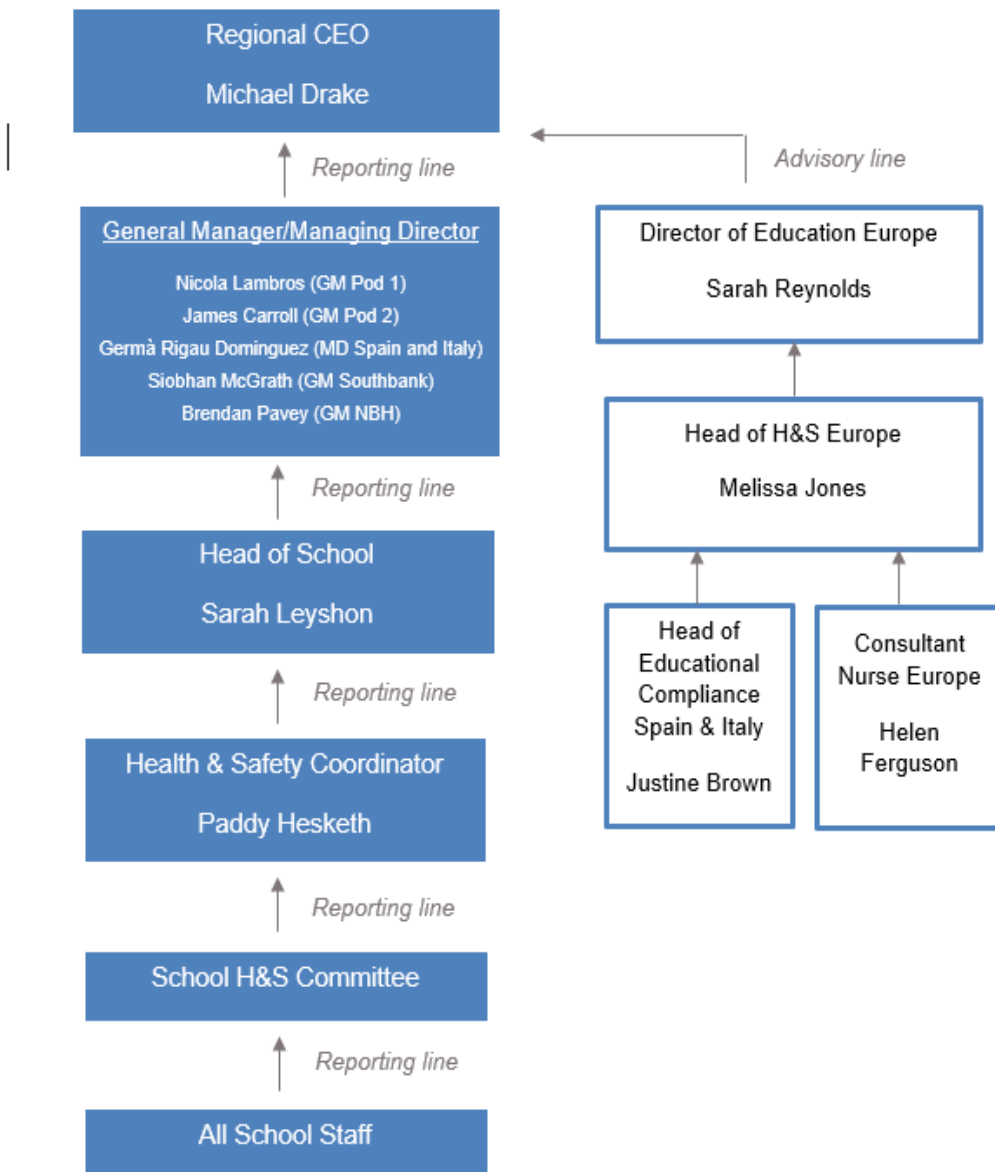 Regional CEO
Michael Drake
Reporting line
Advisory line
General Manager/Managing Director
Nicola Lambros (GM Pod 1)
James Carroll (GM Pod 2)
Germà Rigau Dominguez (MD Spain and Italy)
Siobhan McGrath (GM Southbank)
Brendan Pavey (GM NBH)
Director of Education Europe
Sarah Reynolds
Head of H&S Europe
Melissa Jones
Reporting line
Head of School
Sarah Leyshon
Head of
Educational
Compliance
Spain & Italy
Justine Brown
Consultant
Nurse Europe
Helen
Ferguson
Reporting line
Health & Safety Coordinator
Paddy Hesketh
Reporting line
School H&S Committee
Reporting line
All School Staff